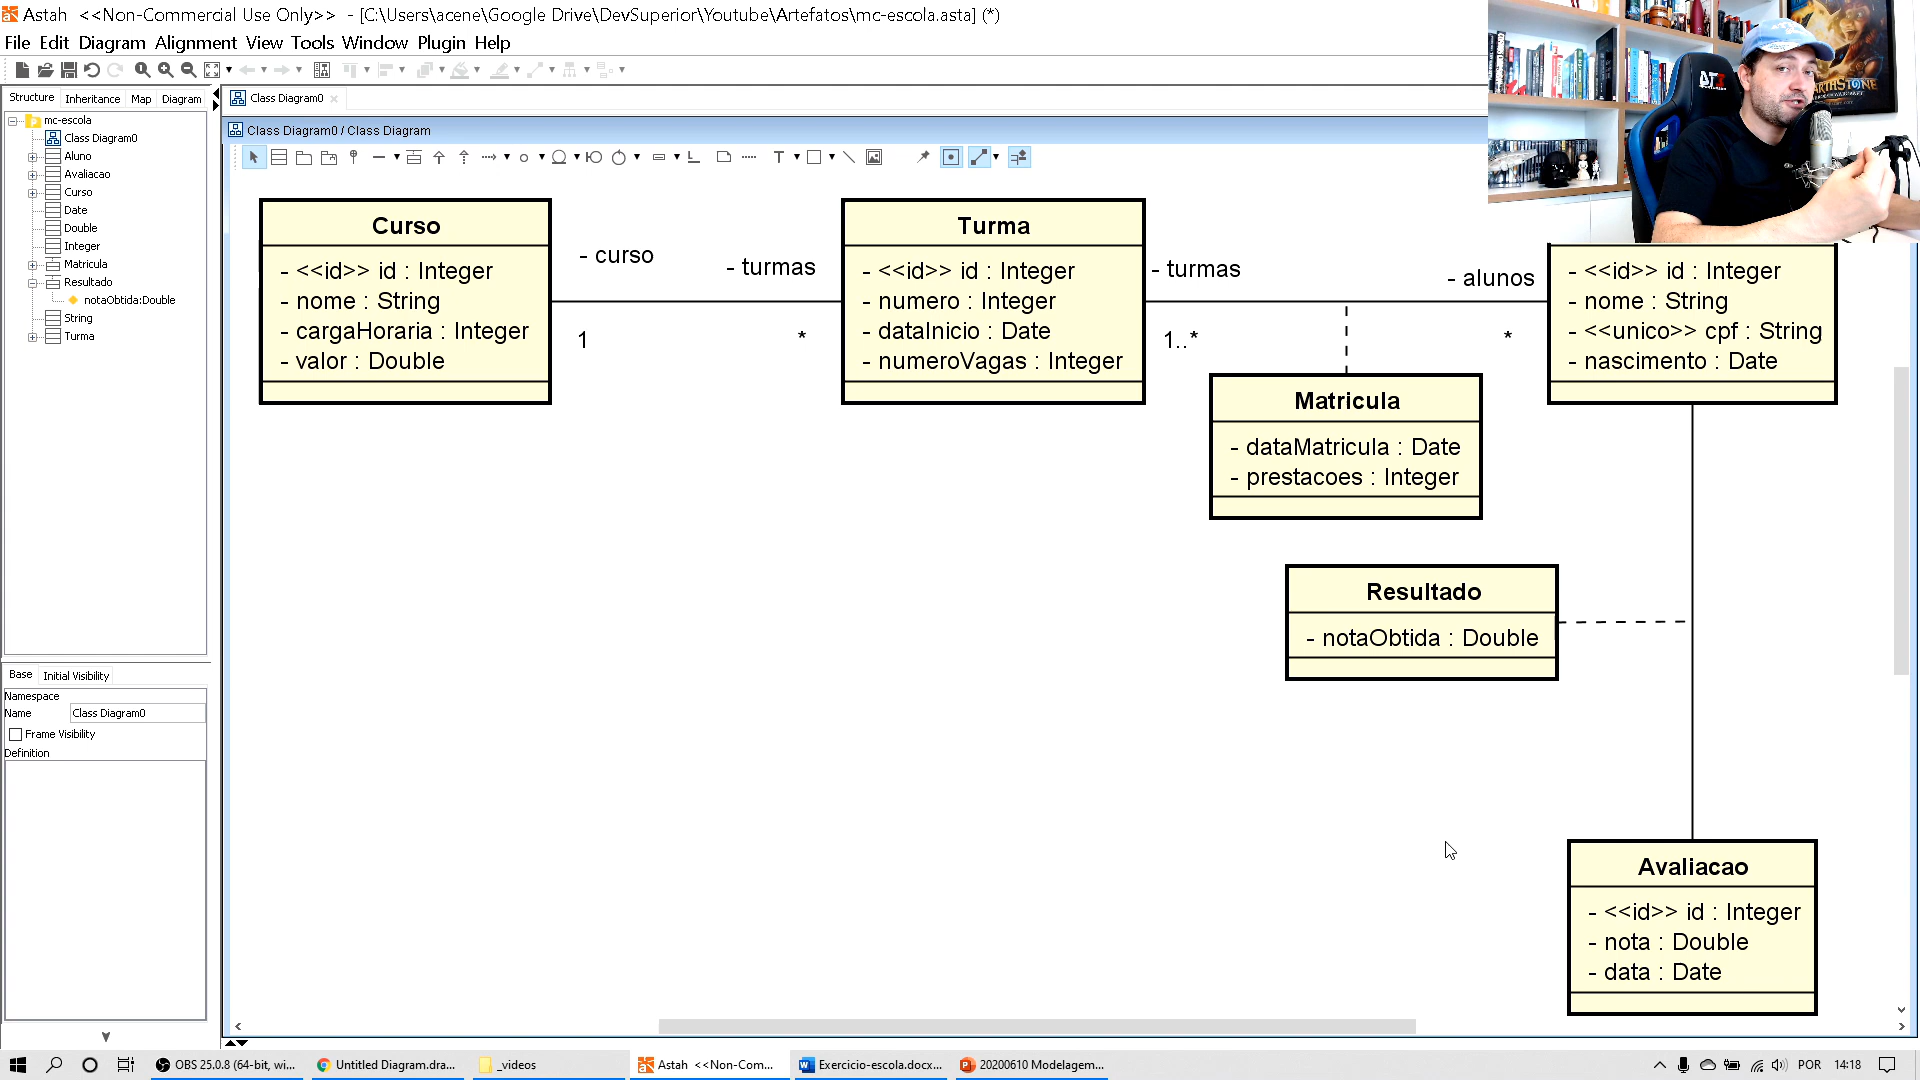 Astah <<Non-Commercial Use Only>> - [C:\Users\acene\Google Drive\DevSuperior\Youtube\Artefatos\mc-escola.asta] (*)
File Edit Diagram Alignment View Tools Window Plugin Help
Structure Inheritance Map Diagram
mc-escola
Class Diagram0
Aluno
Avaliacao
Curso
Date
Double
Integer
Matricula
Resultado
notaObtida:Double
String
Turma
Base Initial Visibility
Namespace
Name Class Diagram0
Frame Visibility
Definition
Class Diagram0
Class Diagram0 / Class Diagram
Curso
- <<id>> id : Integer
- nome : String
- cargaHoraria : Integer
- valor : Double
- curso
- turmas
1
*
Turma
- <<id>> id : Integer
- numero : Integer
- dataInicio : Date
- numeroVagas : Integer
- turmas
- alunos
1..*
*
- <<id>> id : Integer
- nome : String
- <<unico>> cpf : String
- nascimento : Date
Matricula
- dataMatricula : Date
- prestacoes : Integer
Resultado
- notaObtida : Double
Avaliacao
- <<id>> id : Integer
- nota : Double
- data : Date
OBS 25.0.8 (64-bit, wi...
Untitled Diagram.dra...
_videos
Astah <<Non-Com...
Exercicio-escola.docx...
20200610 Modelagem...
POR
14:18